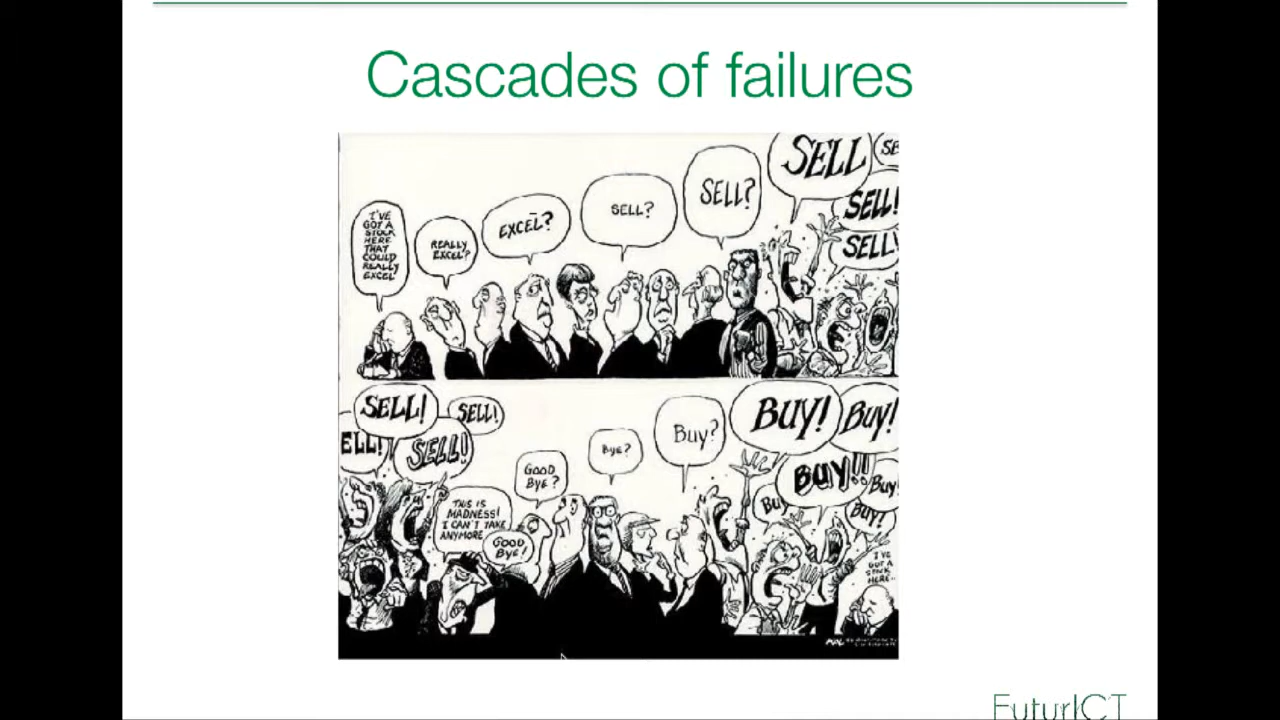 Cascades of failures
I'VE
GOT A
STOCK
HERE
THAT
COULD
REALLY
EXCEL
REALLY
EXCEL?
EXCEL?
SELL?
SELL?
SELL
SE
SELL!
SELL!
SELL!
SELL!
ELL!
SELL!
THIS IS
MADNESS!
I CAN'T TAKE
ANYMORE
GOOD
BYE!
GOOD
BYE?
BYE?
BUY?
BUY!
BUY!
BUY!!
BUY
BU
BUY!
I'VE
GOT A
STOCK
HERE..
FuturICT